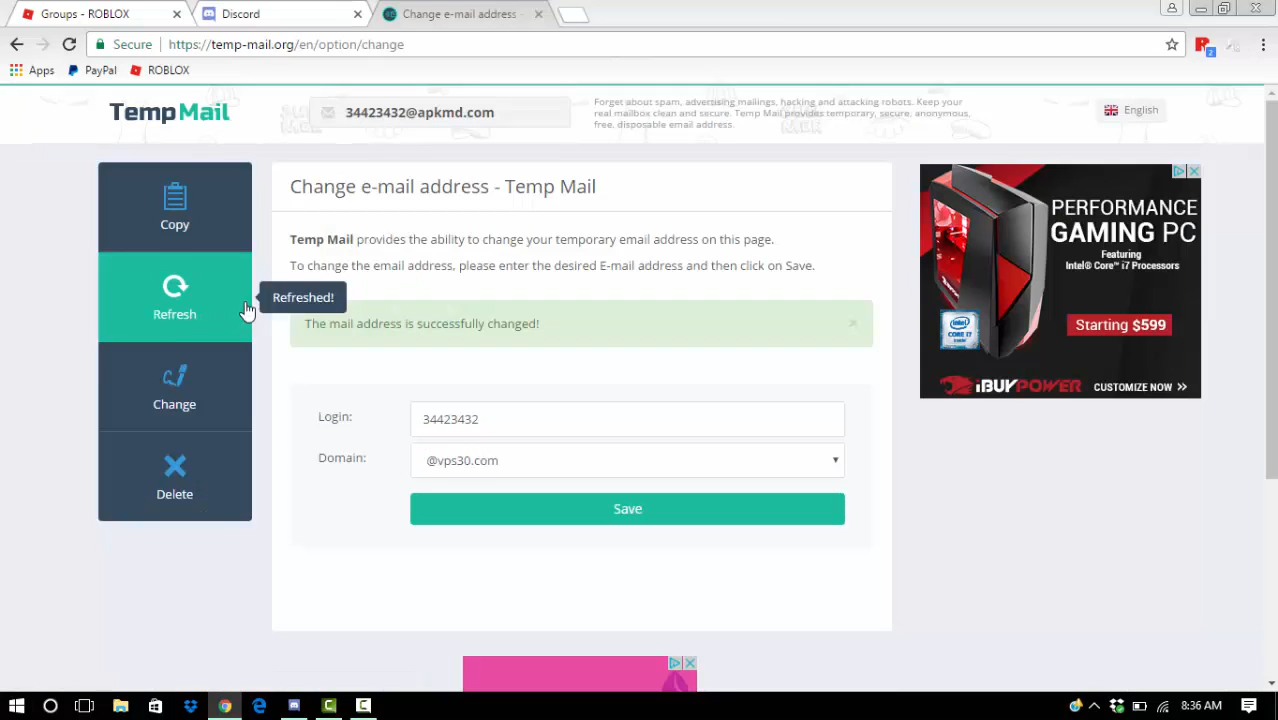 Groups - ROBLOX
Discord
Change e-mail address -
Secure
https://temp-mail.org/en/option/change
2
Apps
PayPal
ROBLOX
Temp Mail
34423432@apkmd.com
Forget about spam, advertising mailings, hacking and attacking robots. Keep your
real mailbox clean and secure. Temp Mail provides temporary, secure, anonymous,
free, disposable email address.
English
Copy
Refresh
Refreshed!
Change
Delete
Change e-mail address - Temp Mail
Temp Mail provides the ability to change your temporary email address on this page.
To change the email address, please enter the desired E-mail address and then click on Save.
The mail address is successfully changed!
Login:
34423432
Domain:
@vps30.com
Save
PERFORMANCE
GAMING PC
Featuring
Intel® Core™ i7 Processors
Starting $599
intel
CORE i7
iBUYPOWER
CUSTOMIZE NOW >>
8:36 AM